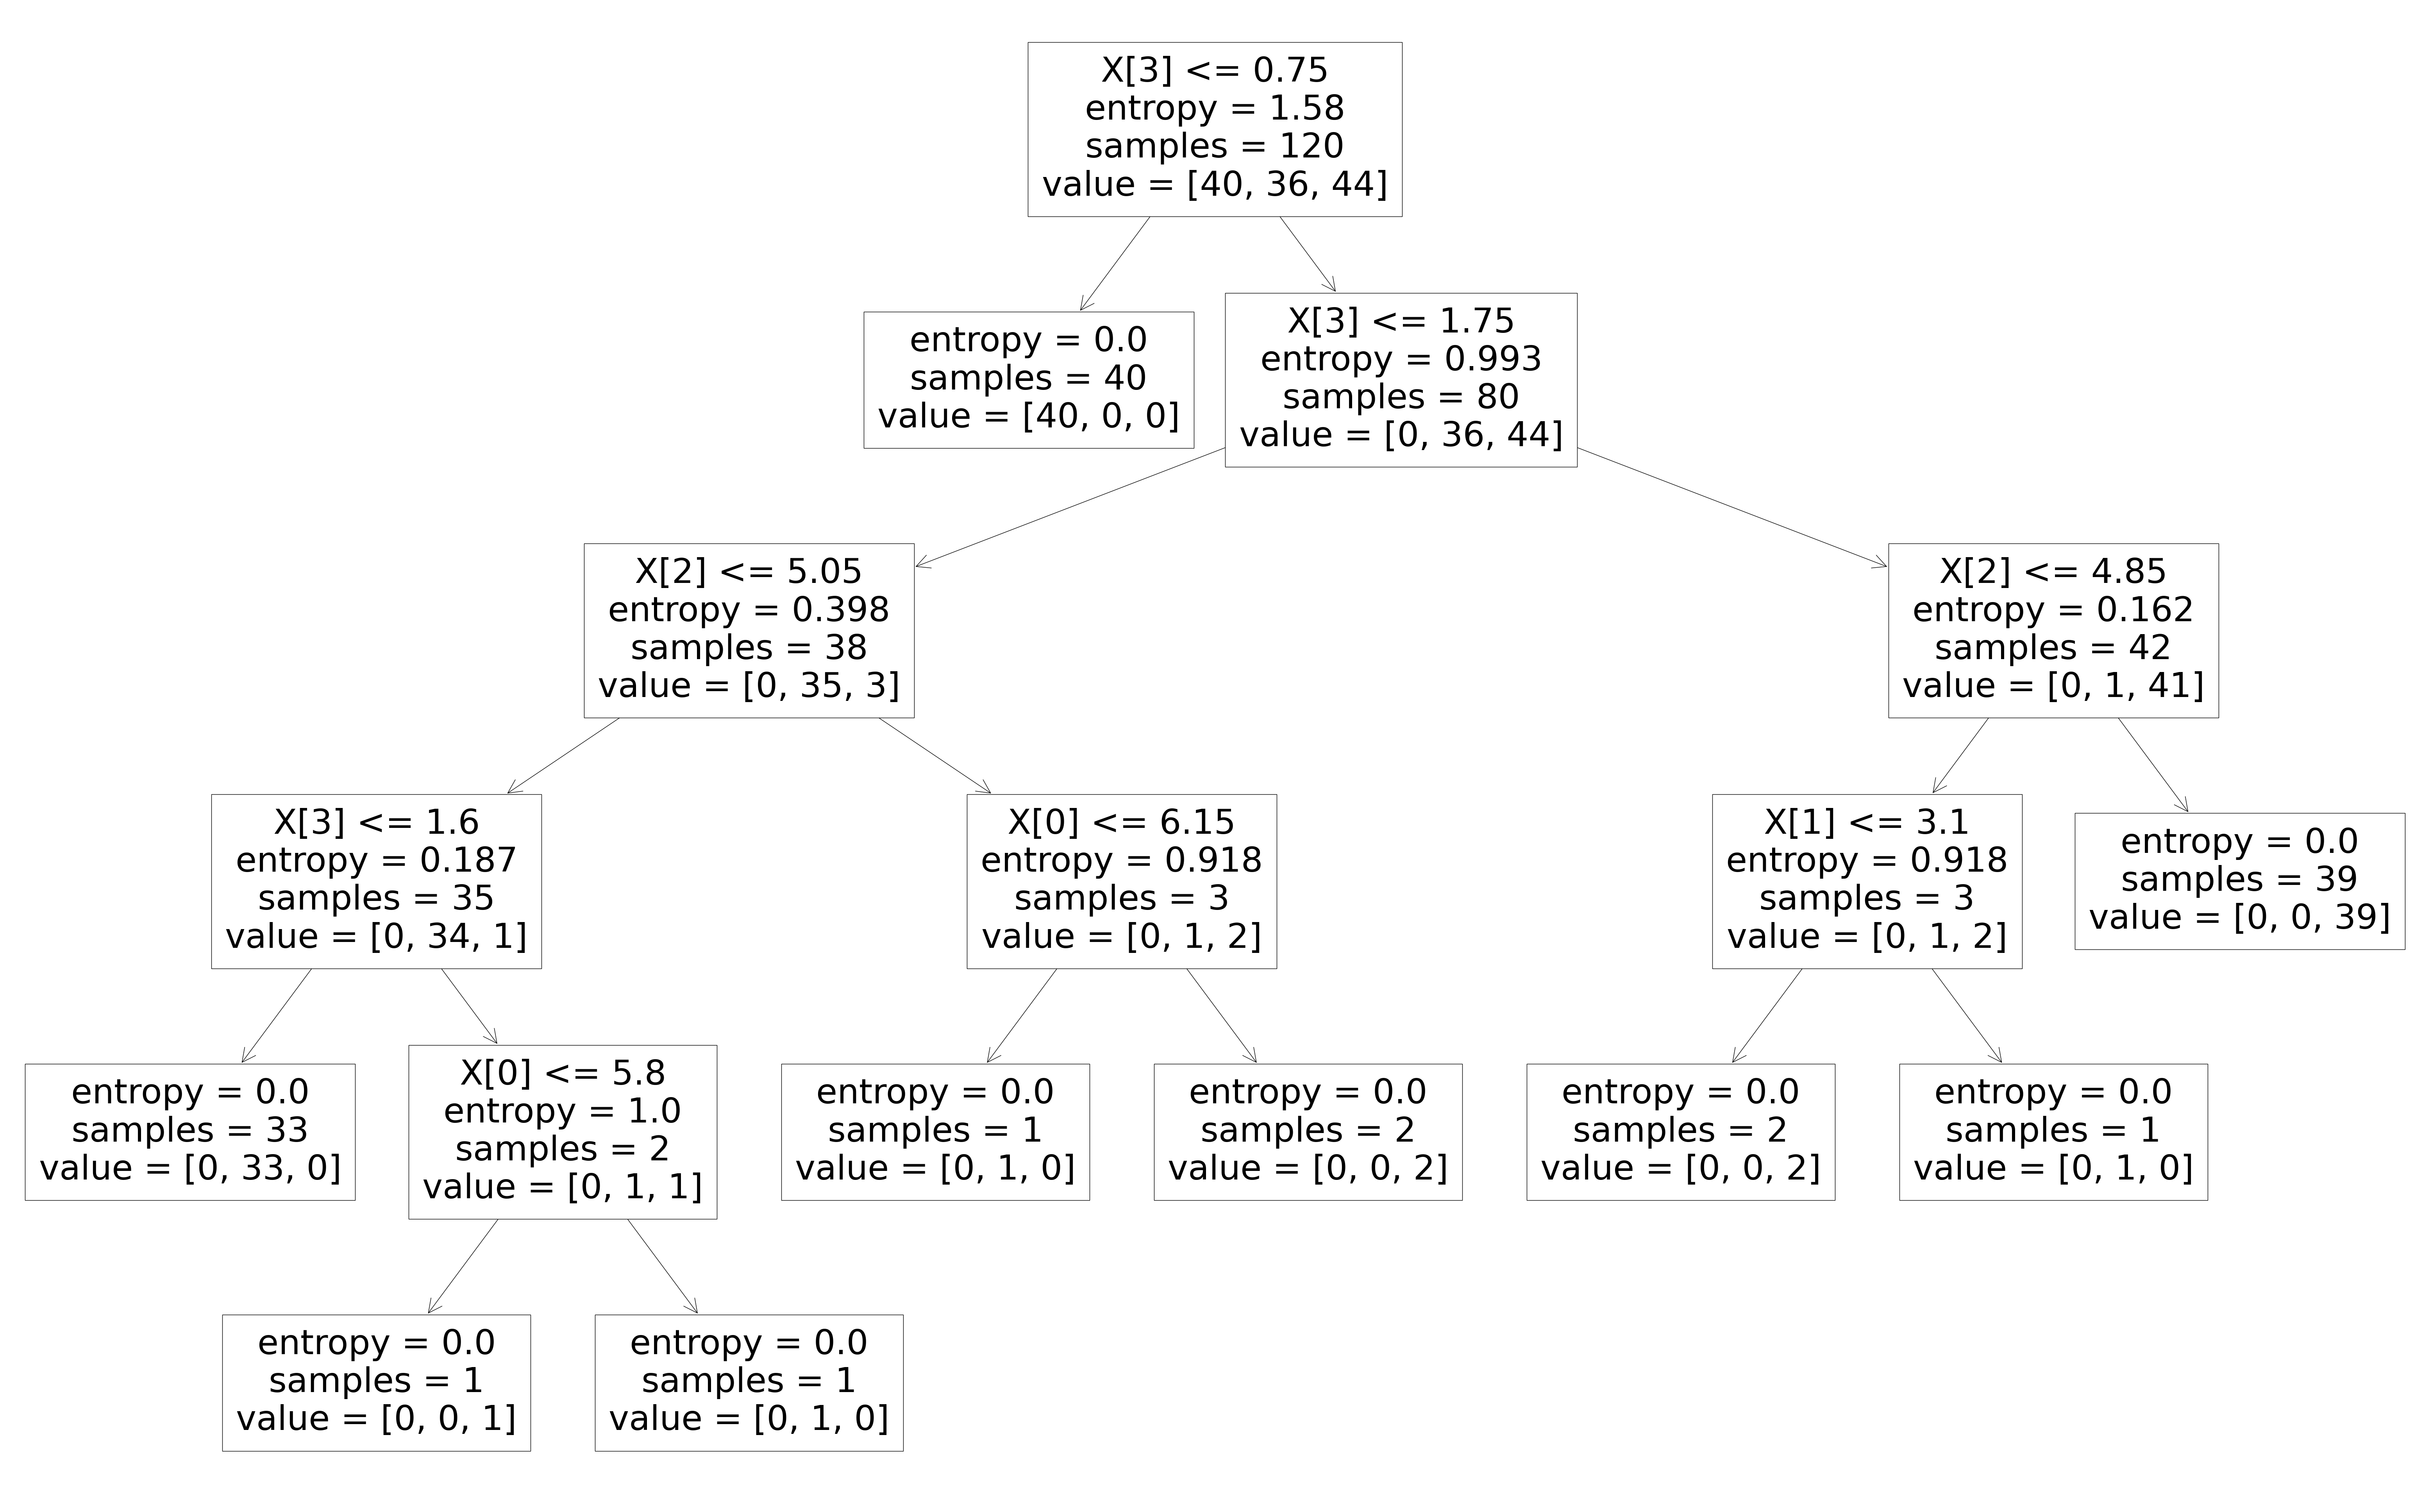 X[3] <= 0.75
entropy = 1.58
samples = 120
value = [40, 36, 44]
entropy = 0.0
samples = 40
value = [40, 0, 0]
X[3] <= 1.75
entropy = 0.993
samples = 80
value = [0, 36, 44]
X[2] <= 5.05
entropy = 0.398
samples = 38
value = [0, 35, 3]
X[2] <= 4.85
entropy = 0.162
samples = 42
value = [0, 1, 41]
X[3] <= 1.6
entropy = 0.187
samples = 35
value = [0, 34, 1]
X[0] <= 6.15
entropy = 0.918
samples = 3
value = [0, 1, 2]
X[1] <= 3.1
entropy = 0.918
samples = 3
value = [0, 1, 2]
entropy = 0.0
samples = 39
value = [0, 0, 39]
entropy = 0.0
samples = 33
value = [0, 33, 0]
X[0] <= 5.8
entropy = 1.0
samples = 2
value = [0, 1, 1]
entropy = 0.0
samples = 1
value = [0, 1, 0]
entropy = 0.0
samples = 2
value = [0, 0, 2]
entropy = 0.0
samples = 2
value = [0, 0, 2]
entropy = 0.0
samples = 1
value = [0, 1, 0]
entropy = 0.0
samples = 1
value = [0, 0, 1]
entropy = 0.0
samples = 1
value = [0, 1, 0]